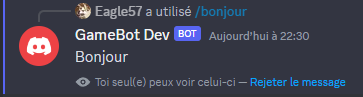 Eagle57 a utilisé /bonjour
GameBot Dev BOT Aujourd'hui à 22:30
Bonjour
Toi seul(e) peux voir celui-ci — Rejeter le message